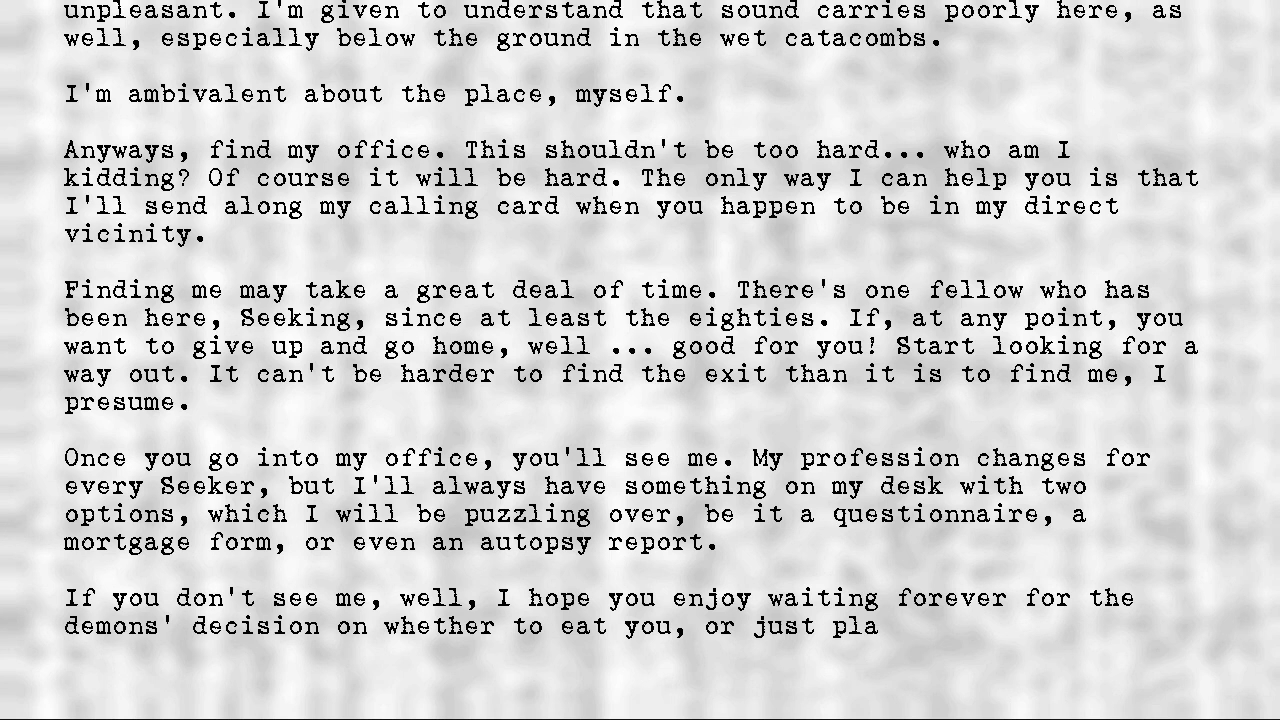 unpleasant. I'm given to understand that sound carries poorly here, as
well, especially below the ground in the wet catacombs.
I'm ambivalent about the place, myself.
Anyways, find my office. This shouldn't be too hard... who am I
kidding? Of course it will be hard. The only way I can help you is that
I'll send along my calling card when you happen to be in my direct
vicinity.
Finding me may take a great deal of time. There's one fellow who has
been here, Seeking, since at least the eighties. If, at any point, you
want to give up and go home, well ... good for you! Start looking for a
way out. It can't be harder to find the exit than it is to find me, I
presume.
Once you go into my office, you'll see me. My profession changes for
every Seeker, but I'll always have something on my desk with two
options, which I will be puzzling over, be it a questionnaire, a
mortgage form, or even an autopsy report.
If you don't see me, well, I hope you enjoy waiting forever for the
demons' decision on whether to eat you, or just pla